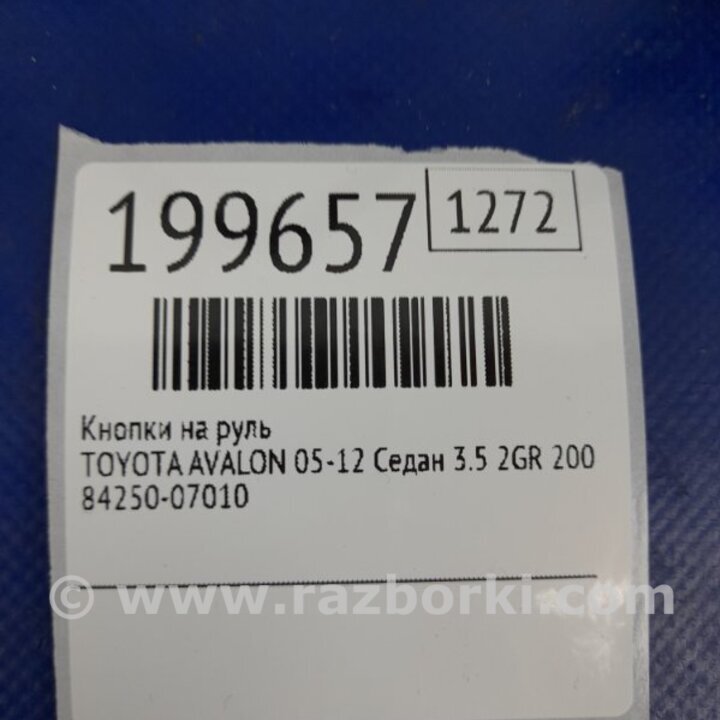 199657 1272
Кнопки на руль
TOYOTA AVALON 05-12 Седан 3.5 2GR 200
84250-07010
© www.razborki.com